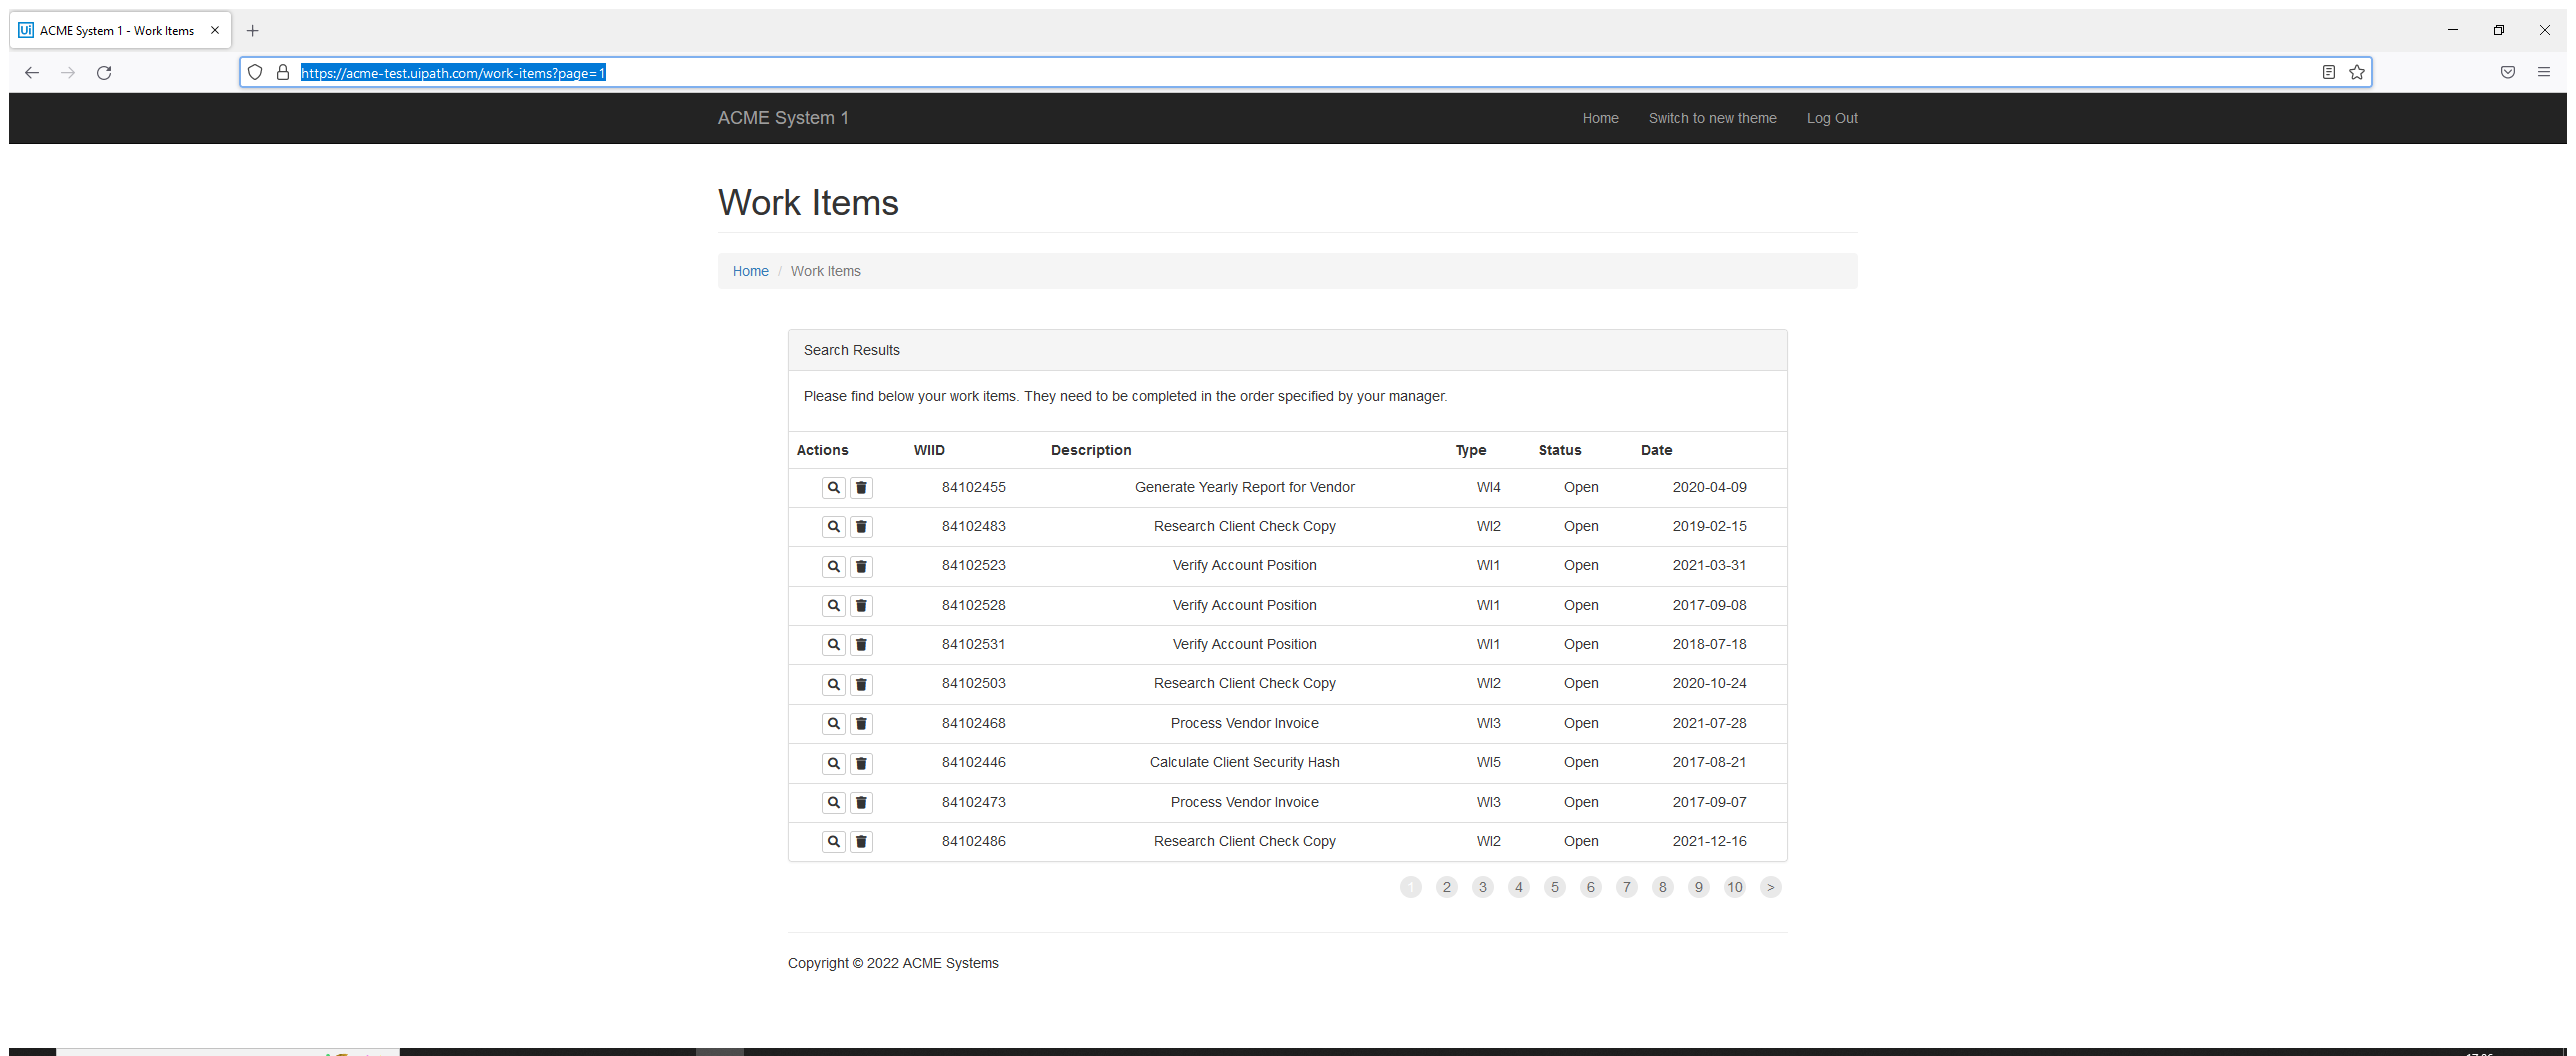 ACME System 1 - Work Items
https://acme-test.uipath.com/work-items?page=1
ACME System 1 Home Switch to new theme Log Out
Work Items
Home / Work Items
Search Results
Please find below your work items. They need to be completed in the order specified by your manager.
Actions WIID Description Type Status Date
84102455 Generate Yearly Report for Vendor WI4 Open 2020-04-09
84102483 Research Client Check Copy WI2 Open 2019-02-15
84102523 Verify Account Position WI1 Open 2021-03-31
84102528 Verify Account Position WI1 Open 2017-09-08
84102531 Verify Account Position WI1 Open 2018-07-18
84102503 Research Client Check Copy WI2 Open 2020-10-24
84102468 Process Vendor Invoice WI3 Open 2021-07-28
84102446 Calculate Client Security Hash WI5 Open 2017-08-21
84102473 Process Vendor Invoice WI3 Open 2017-09-07
84102486 Research Client Check Copy WI2 Open 2021-12-16
1 2 3 4 5 6 7 8 9 10 >
Copyright © 2022 ACME Systems